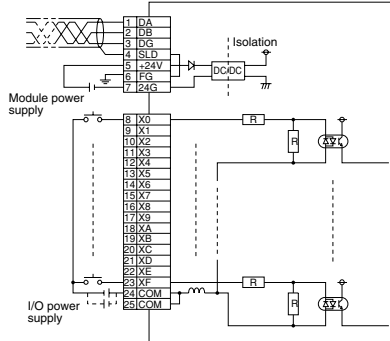 1 DA
2 DB
3 DG
4 SLD
5 +24V
6 FG
7 24G
Isolation
DC/DC
Module power
supply
8 X0
9 X1
10 X2
11 X3
12 X4
13 X5
14 X6
15 X7
16 X8
17 X9
18 XA
19 XB
20 XC
21 XD
22 XE
23 XF
24 COM
25 COM
R
R
R
R
I/O power
supply